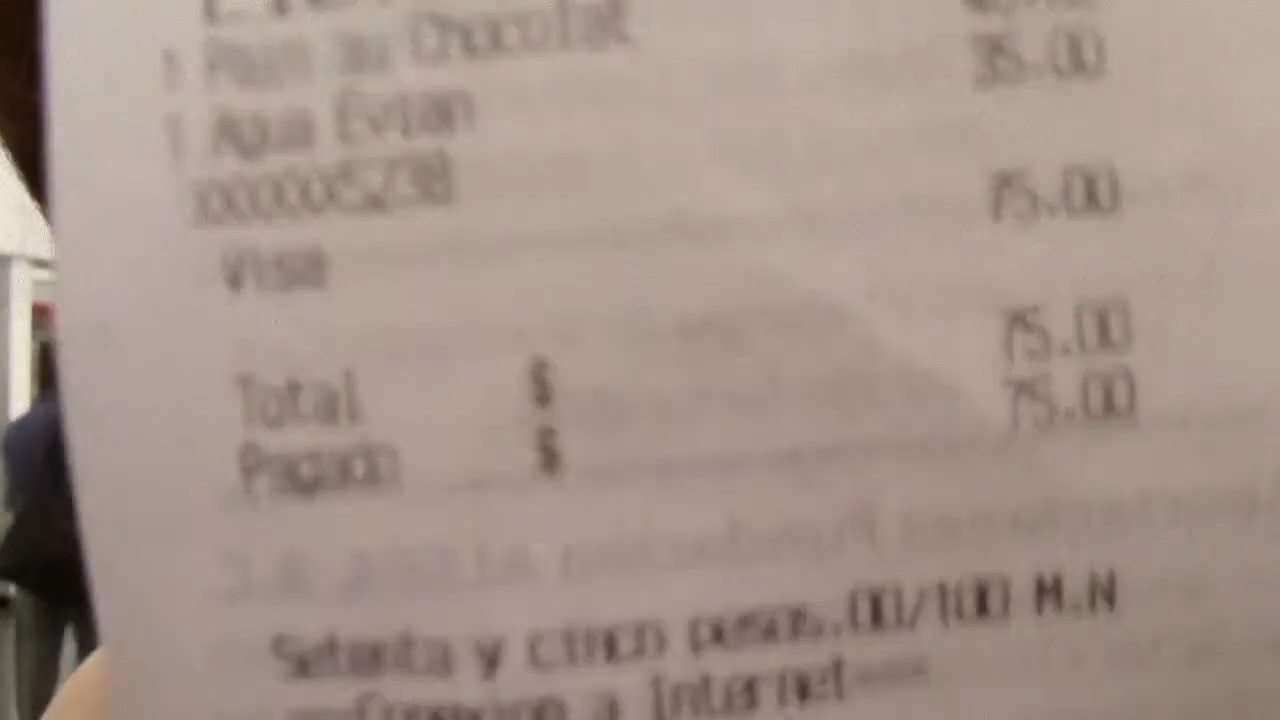 1 Pain au Chocolat
1 Agua Evian 35.00
xxxxxx5238
Visa 75.00
Total $ 75.00
Pagado $ 75.00
Setenta y cinco pesos.00/100 M.N
---Conexion a Internet---